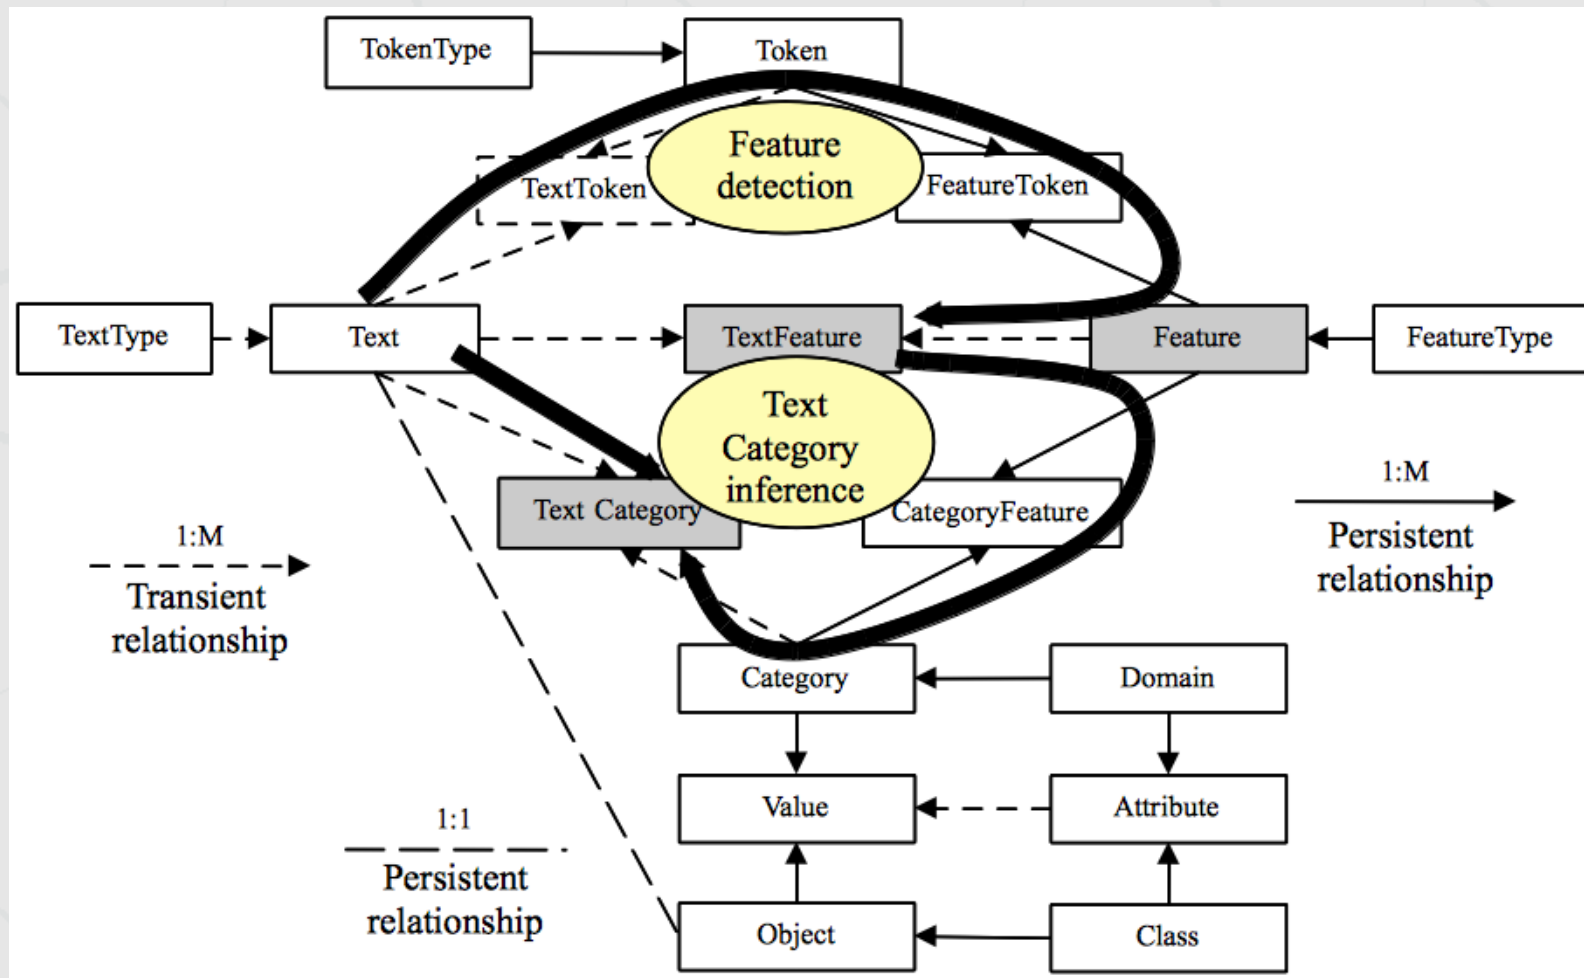 TokenType
Token
Feature
detection
TextToken
FeatureToken
TextType
Text
TextFeature
Feature
FeatureType
Text
Category
inference
Text Category
CategoryFeature
1:M
Persistent
relationship
1:M
Transient
relationship
Category
Domain
Value
Attribute
1:1
Persistent
relationship
Object
Class